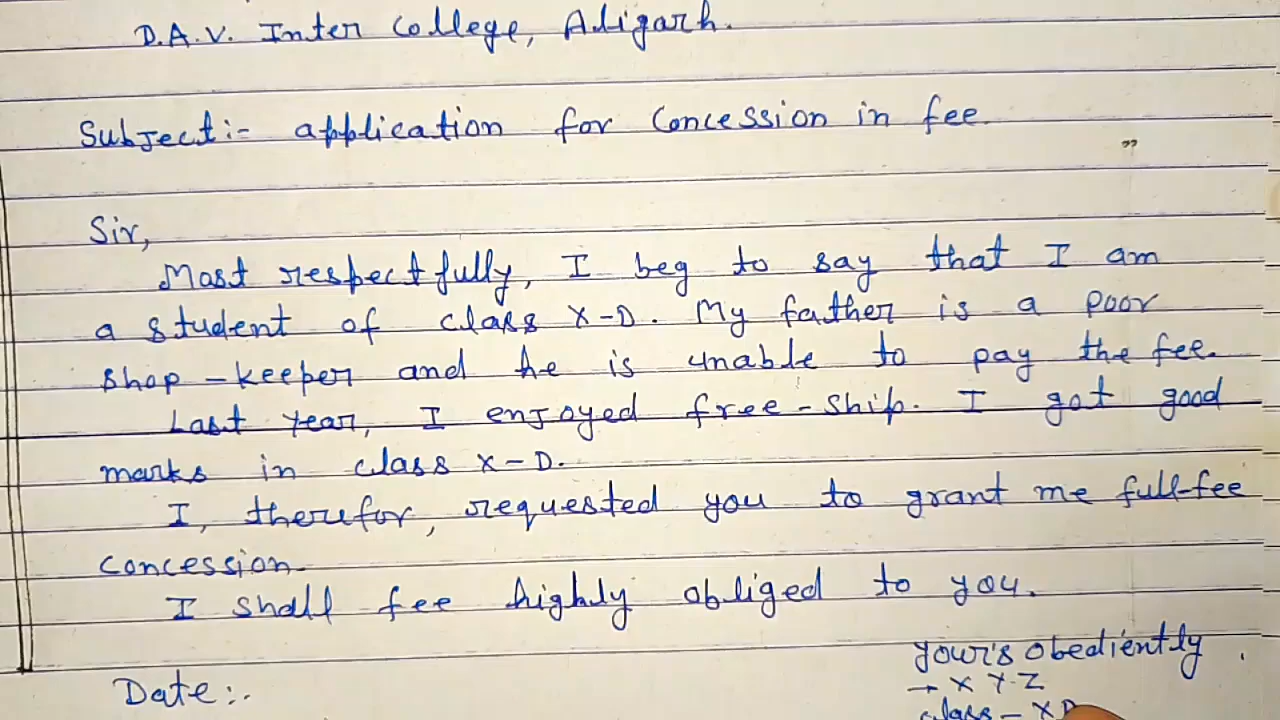 D.A.V. Inter College, Aligarh.
Subject:- application for Concession in fee.
Sir,
Most respectfully, I beg to say that I am
a student of class X-D. My father is a poor
shop-keeper and he is unable to pay the fee.
Last year, I enjoyed free-ship. I got good
marks in class X-D.
I, therefor, requested you to grant me full-fee
concession.
I shall fee highly obliged to you.
your's obediently
→ X Y.Z
class - XD
Date:-